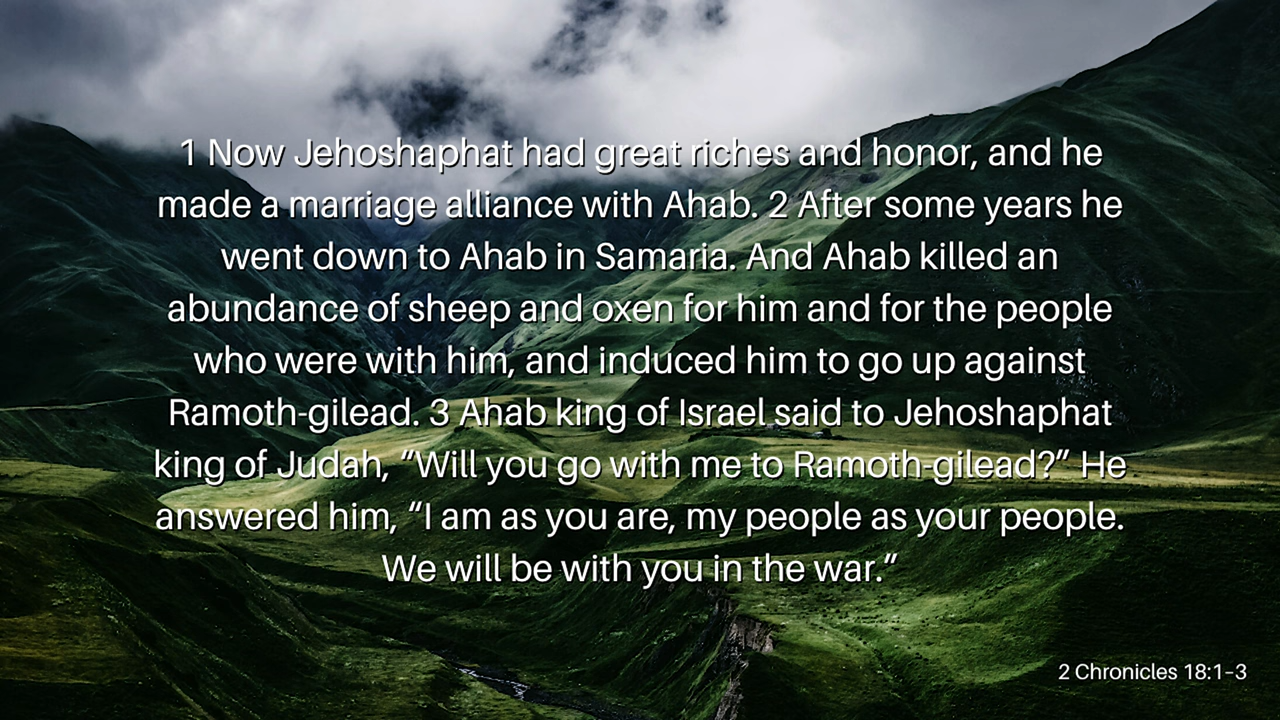 1 Now Jehoshaphat had great riches and honor, and he
made a marriage alliance with Ahab. 2 After some years he
went down to Ahab in Samaria. And Ahab killed an
abundance of sheep and oxen for him and for the people
who were with him, and induced him to go up against
Ramoth-gilead. 3 Ahab king of Israel said to Jehoshaphat
king of Judah, “Will you go with me to Ramoth-gilead?” He
answered him, “I am as you are, my people as your people.
We will be with you in the war.”
2 Chronicles 18:1–3